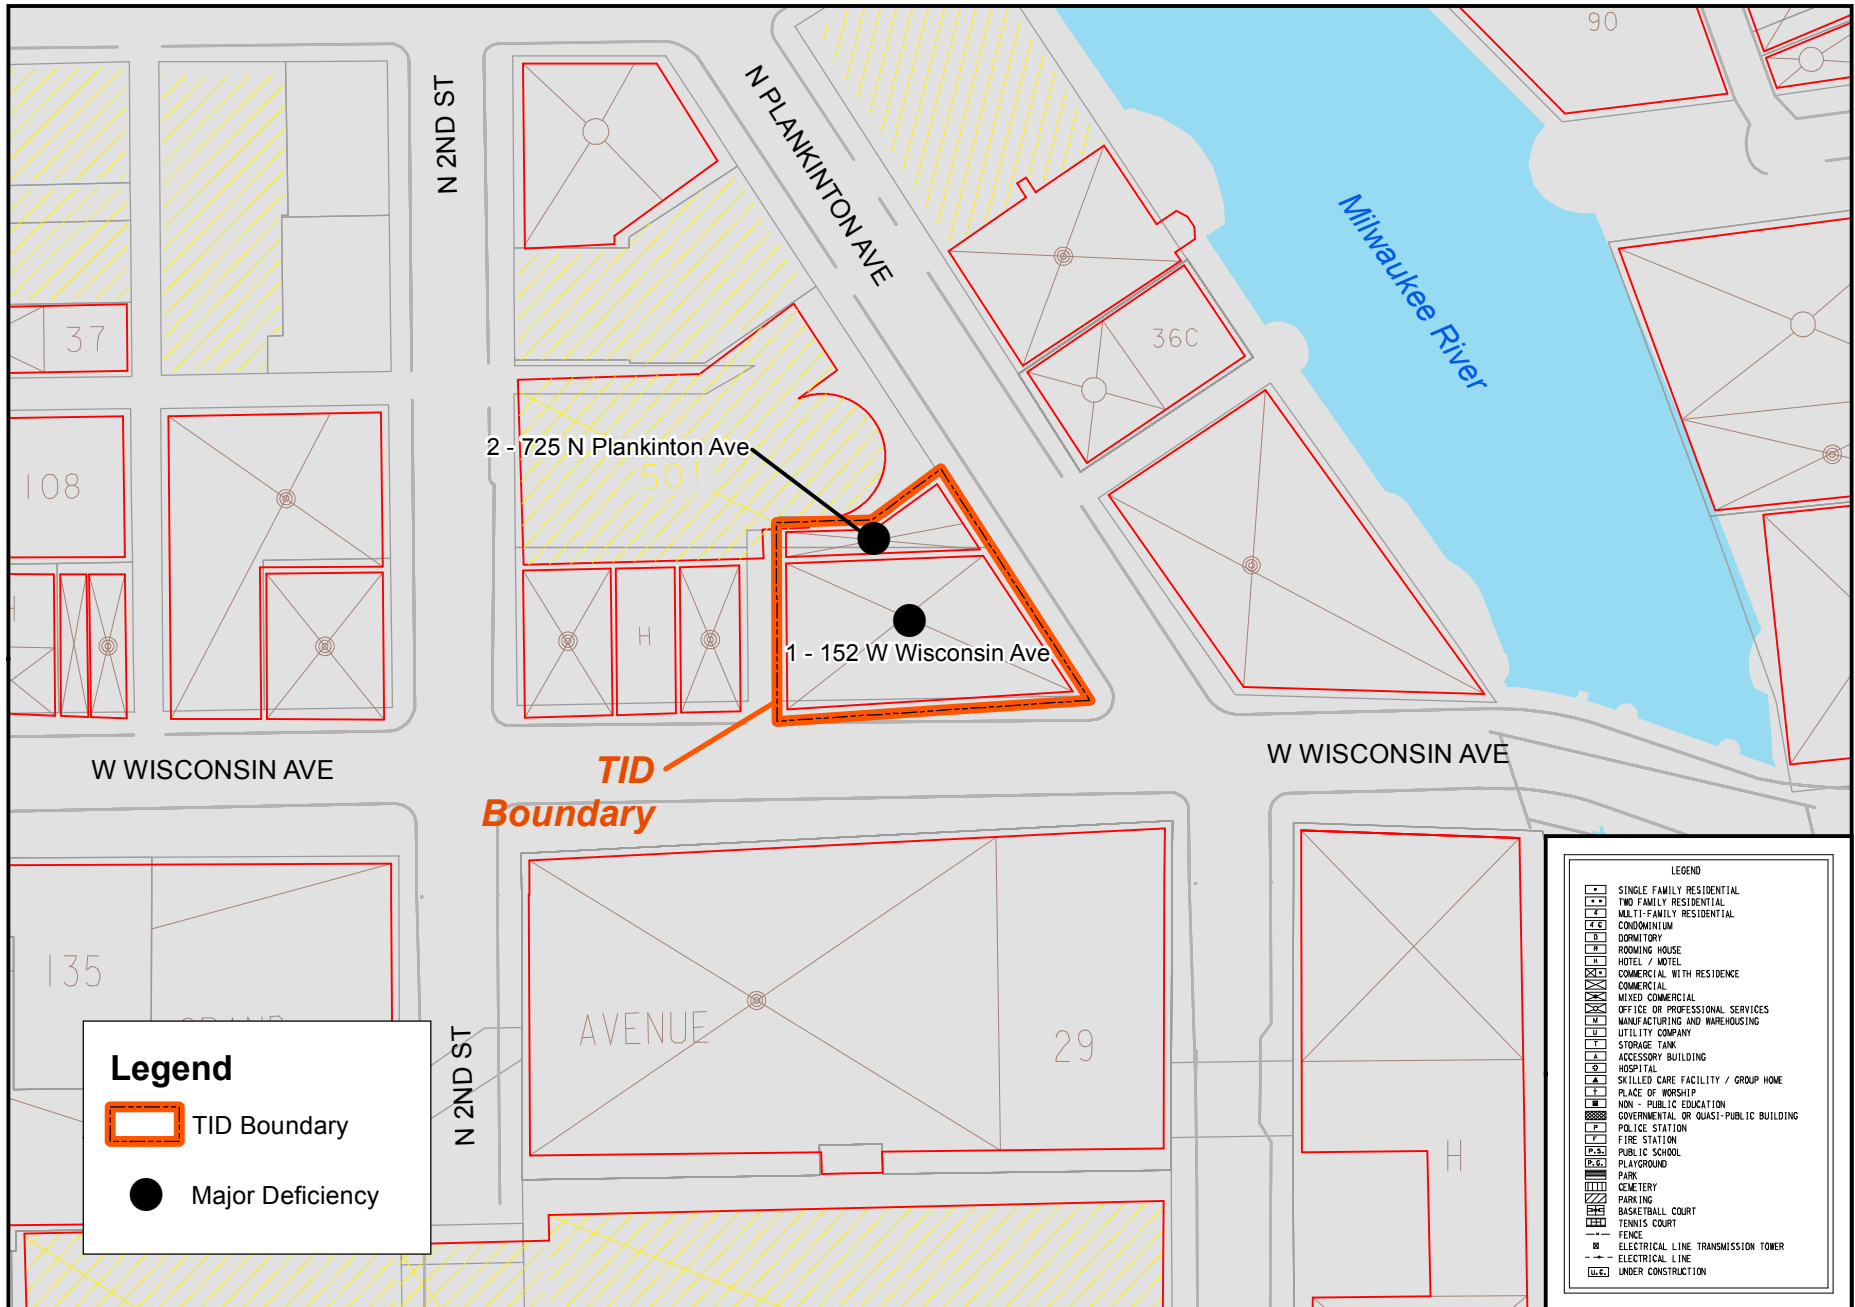 90
N 2ND ST
N PLANKINTON AVE
Milwaukee River
37
36C
2 - 725 N Plankinton Ave
108
501
H
H
1 - 152 W Wisconsin Ave
W WISCONSIN AVE
TID
Boundary
W WISCONSIN AVE
135
AVENUE
29
N 2ND ST
H
Legend
TID Boundary
Major Deficiency
LEGEND
SINGLE FAMILY RESIDENTIAL
TWO FAMILY RESIDENTIAL
4 MULTI-FAMILY RESIDENTIAL
4 C CONDOMINIUM
D DORMITORY
R ROOMING HOUSE
H HOTEL / MOTEL
COMMERCIAL WITH RESIDENCE
COMMERCIAL
MIXED COMMERCIAL
OFFICE OR PROFESSIONAL SERVICES
M MANUFACTURING AND WAREHOUSING
U UTILITY COMPANY
T STORAGE TANK
A ACCESSORY BUILDING
HOSPITAL
SKILLED CARE FACILITY / GROUP HOME
PLACE OF WORSHIP
NON - PUBLIC EDUCATION
GOVERNMENTAL OR QUASI-PUBLIC BUILDING
P POLICE STATION
F FIRE STATION
P.S. PUBLIC SCHOOL
P.G. PLAYGROUND
PARK
CEMETERY
PARKING
BASKETBALL COURT
TENNIS COURT
FENCE
ELECTRICAL LINE TRANSMISSION TOWER
ELECTRICAL LINE
U.C. UNDER CONSTRUCTION